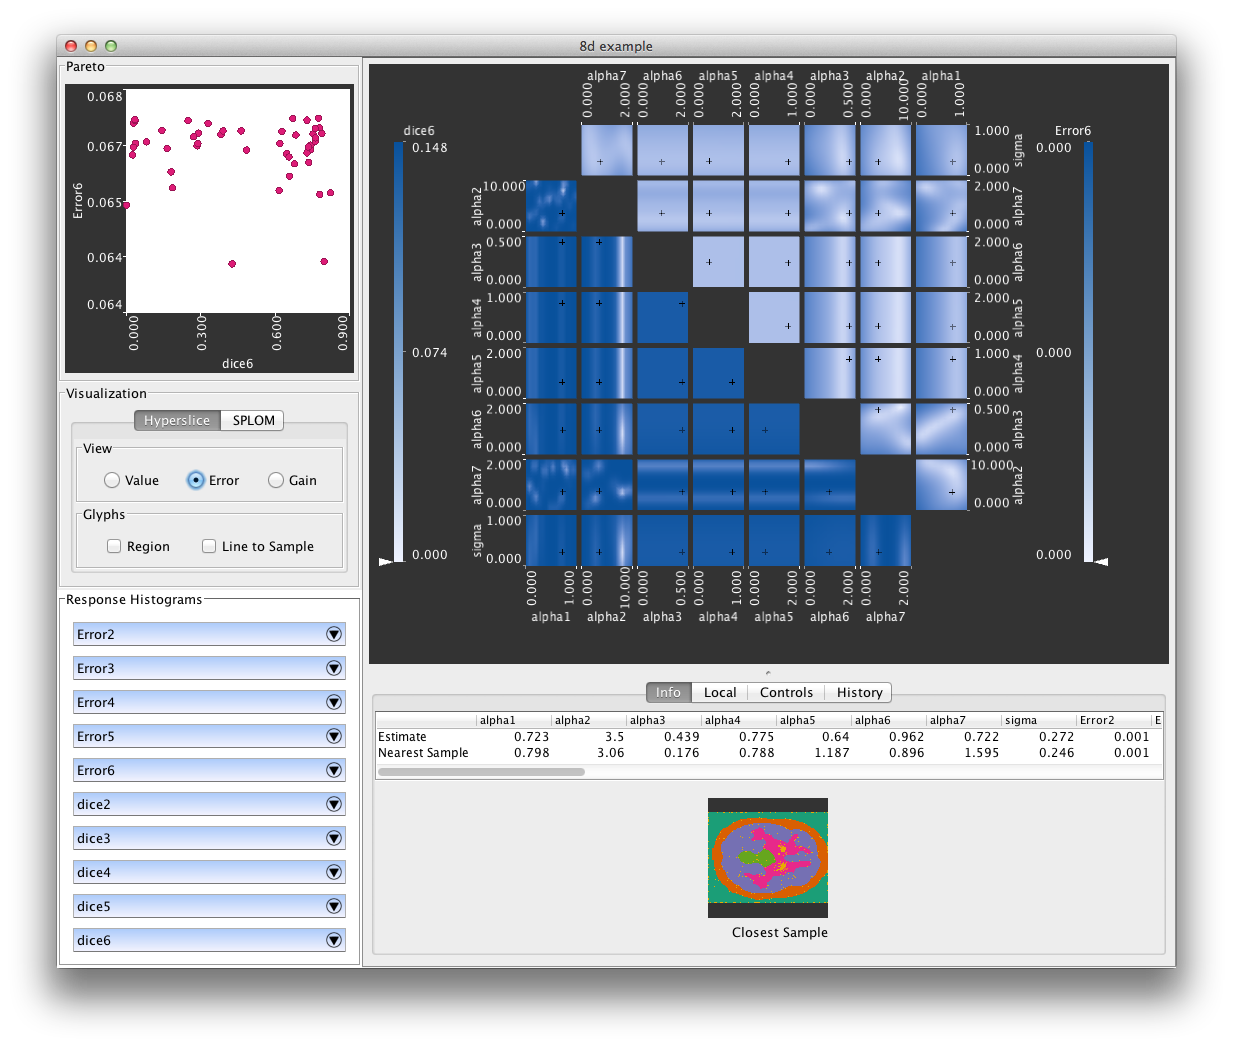 8d example
Pareto
0.068
0.067
0.065
0.064
0.064
Error6
0.000
0.300
0.600
0.900
dice6
Visualization
Hyperslice SPLOM
View
Value Error Gain
Glyphs
Region Line to Sample
Response Histograms
Error2
Error3
Error4
Error5
Error6
dice2
dice3
dice4
dice5
dice6
alpha7 alpha6 alpha5 alpha4 alpha3 alpha2 alpha1
0.000 2.000 0.000 2.000 0.000 2.000 0.000 1.000 0.000 0.500 0.000 10.000 0.000 1.000
dice6
0.148
0.074
0.000
Error6
0.000
0.000
0.000
1.000
0.000
sigma
10.000
0.000
alpha2
2.000
0.000
alpha7
0.500
0.000
alpha3
2.000
0.000
alpha6
1.000
0.000
alpha4
2.000
0.000
alpha5
2.000
0.000
alpha5
1.000
0.000
alpha4
2.000
0.000
alpha6
0.500
0.000
alpha3
2.000
0.000
alpha7
10.000
0.000
alpha2
1.000
0.000
sigma
0.000 1.000 0.000 10.000 0.000 0.500 0.000 1.000 0.000 2.000 0.000 2.000 0.000 2.000
alpha1 alpha2 alpha3 alpha4 alpha5 alpha6 alpha7
Info Local Controls History
alpha1 alpha2 alpha3 alpha4 alpha5 alpha6 alpha7 sigma Error2 E
Estimate 0.723 3.5 0.439 0.775 0.64 0.962 0.722 0.272 0.001
Nearest Sample 0.798 3.06 0.176 0.788 1.187 0.896 1.595 0.246 0.001
Closest Sample